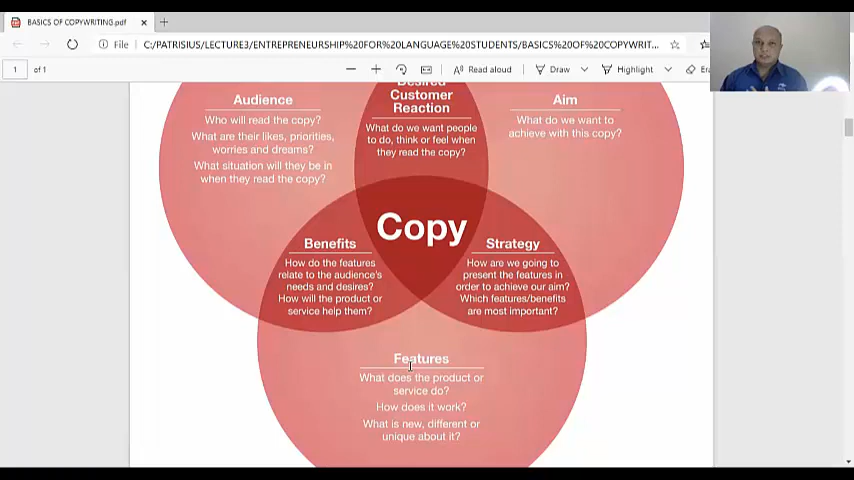 BASICS OF COPYWRITING.pdf
File
C:/PATRISIUS/LECTURE3/ENTREPRENEURSHIP%20FOR%20LANGUAGE%20STUDENTS/BASICS%20OF%20COPYWRIT...
1 of 1
Read aloud
Draw
Highlight
Era
Desired
Customer
Reaction
What do we want people
to do, think or feel when
they read the copy?
Audience
Who will read the copy?
What are their likes, priorities,
worries and dreams?
What situation will they be in
when they read the copy?
Aim
What do we want to
achieve with this copy?
Copy
Benefits
How do the features
relate to the audience's
needs and desires?
How will the product or
service help them?
Strategy
How are we going to
present the features in
order to achieve our aim?
Which features/benefits
are most important?
Features
What does the product or
service do?
How does it work?
What is new, different or
unique about it?